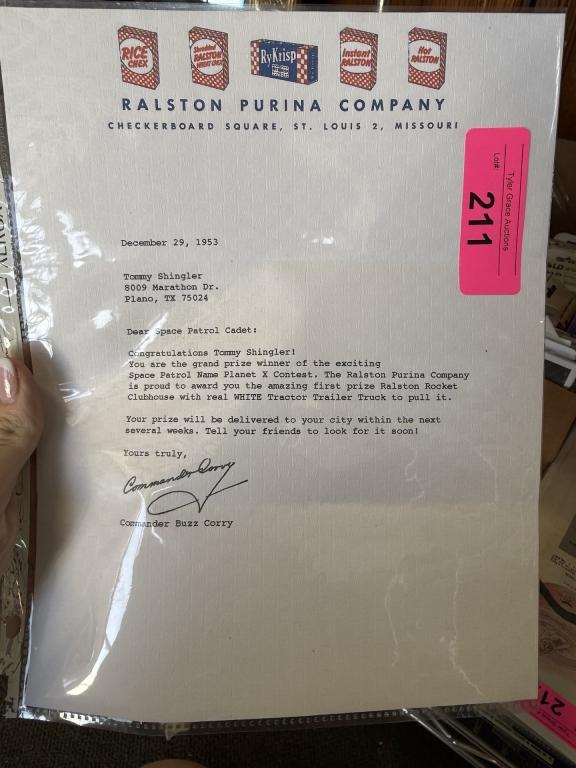 RICE CHEX
Shredded RALSTON
RyKrisp
Instant RALSTON
Hot RALSTON
RALSTON PURINA COMPANY
CHECKERBOARD SQUARE, ST. LOUIS 2, MISSOURI
Tyler Grace Auctions
Lot#:
211
December 29, 1953
Tommy Shingler
8009 Marathon Dr.
Plano, TX 75024
Dear Space Patrol Cadet:
Congratulations Tommy Shingler!
You are the grand prize winner of the exciting
Space Patrol Name Planet X Contest. The Ralston Purina Company
is proud to award you the amazing first prize Ralston Rocket
Clubhouse with real WHITE Tractor Trailer Truck to pull it.
Your prize will be delivered to your city within the next
several weeks. Tell your friends to look for it soon!
Yours truly,
Commander Corry
Commander Buzz Corry